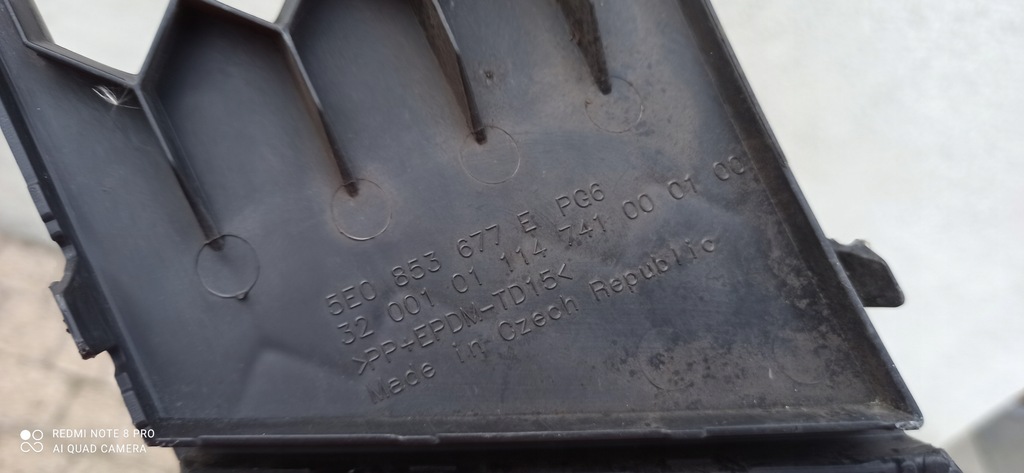 5E0 853 677 E PG6
32 001 01 114 741 00 01 00
>PP+EPDM-TD15<
Made in Czech Republic
REDMI NOTE 8 PRO
AI QUAD CAMERA